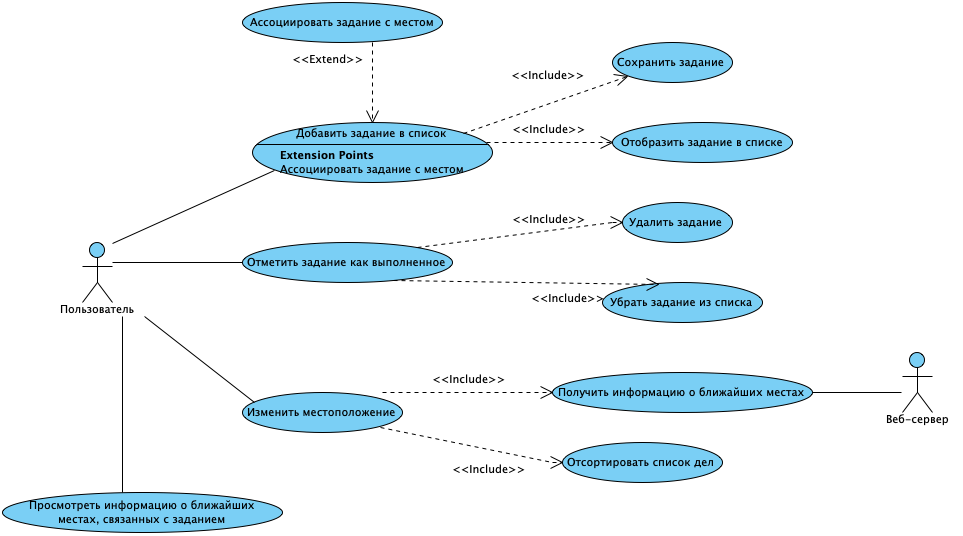 Ассоциировать задание с местом
<<Extend>>
Сохранить задание
<<Include>>
Добавить задание в список
<<Include>>
Отобразить задание в списке
Extension Points
Ассоциировать задание с местом
<<Include>>
Удалить задание
Отметить задание как выполненное
<<Include>>
Убрать задание из списка
Пользователь
<<Include>>
Получить информацию о ближайших местах
Веб-сервер
Изменить местоположение
<<Include>>
Отсортировать список дел
Просмотреть информацию о ближайших
местах, связанных с заданием